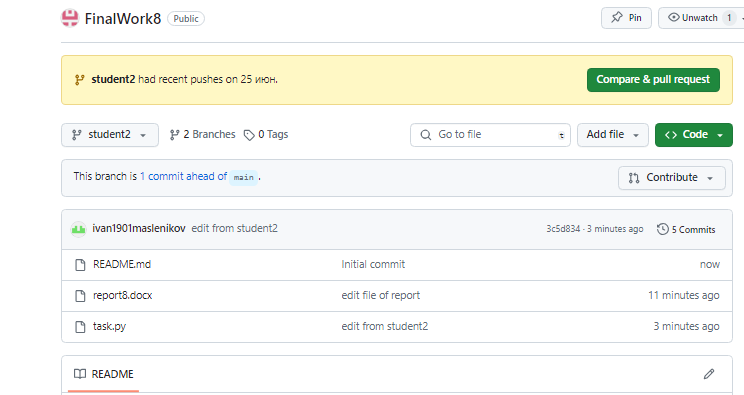 FinalWork8 Public Pin Unwatch 1
student2 had recent pushes on 25 июн. Compare & pull request
student2 2 Branches 0 Tags Go to file t Add file Code
This branch is 1 commit ahead of main . Contribute
ivan1901maslenikov edit from student2 3c5d834 · 3 minutes ago 5 Commits
README.md Initial commit now
report8.docx edit file of report 11 minutes ago
task.py edit from student2 3 minutes ago
README